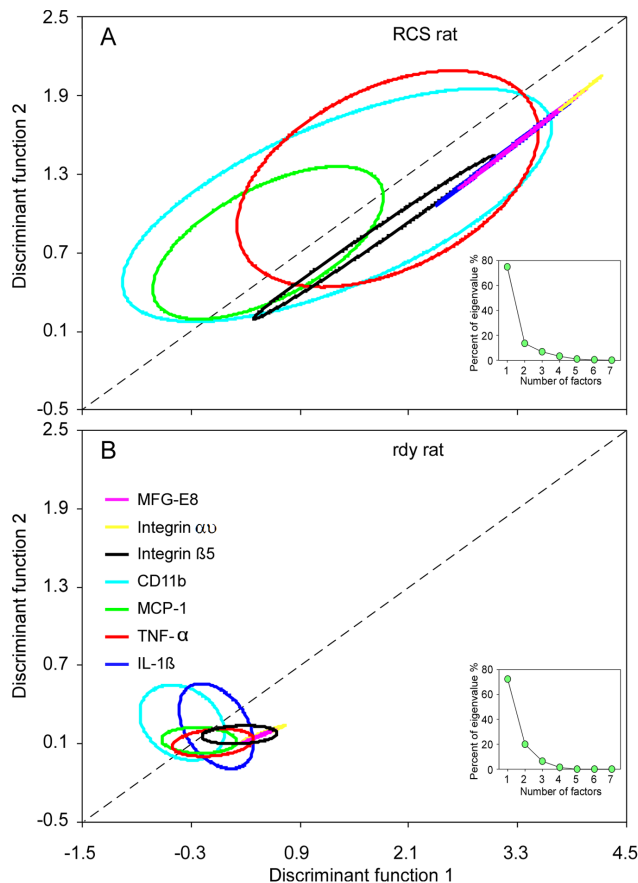 A
RCS rat
Discriminant function 2
2.5
1.9
1.3
0.7
0.1
-0.5
Percent of eigenvalue %
80
60
40
20
0
1 2 3 4 5 6 7
Number of factors
B
rdy rat
Discriminant function 2
2.5
1.9
1.3
0.7
0.1
-0.5
MFG-E8
Integrin αυ
Integrin ß5
CD11b
MCP-1
TNF-α
IL-1ß
Percent of eigenvalue %
80
60
40
20
0
1 2 3 4 5 6 7
Number of factors
-1.5 -0.3 0.9 2.1 3.3 4.5
Discriminant function 1